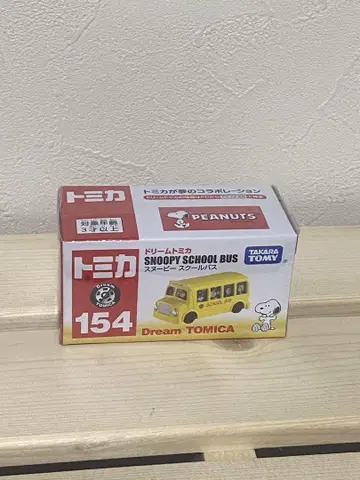 トミカ
トミカが夢のコラボレーション
対象年齢
3才以上
PEANUTS
トミカ
Dream
TOMICA
154
ドリームトミカ
SNOOPY SCHOOL BUS
スヌーピー スクールバス
TAKARA
TOMY
SCHOOL BUS
Dream TOMICA